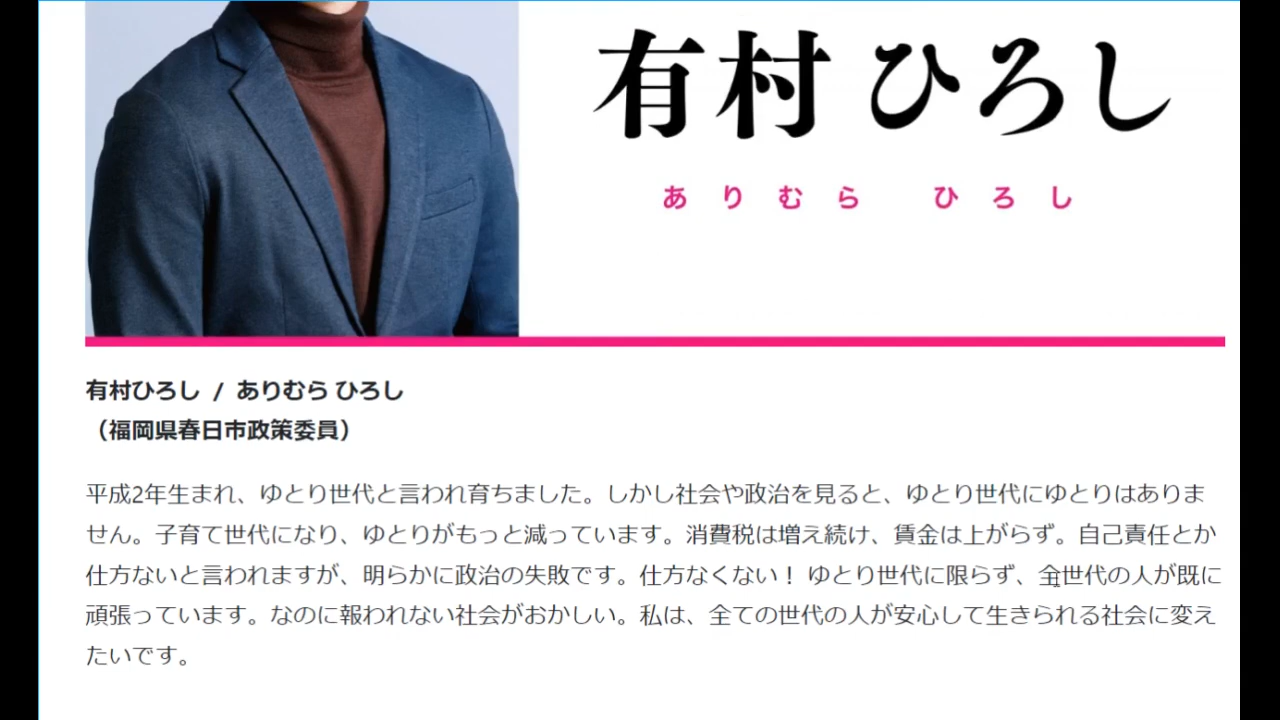 有村 ひろし
ありむら ひろし
有村ひろし / ありむら ひろし
（福岡県春日市政策委員）
平成2年生まれ、ゆとり世代と言われ育ちました。しかし社会や政治を見ると、ゆとり世代にゆとりはありま
せん。子育て世代になり、ゆとりがもっと減っています。消費税は増え続け、賃金は上がらず。自己責任とか
仕方ないと言われますが、明らかに政治の失敗です。仕方なくない！ ゆとり世代に限らず、全世代の人が既に
頑張っています。なのに報われない社会がおかしい。私は、全ての世代の人が安心して生きられる社会に変え
たいです。